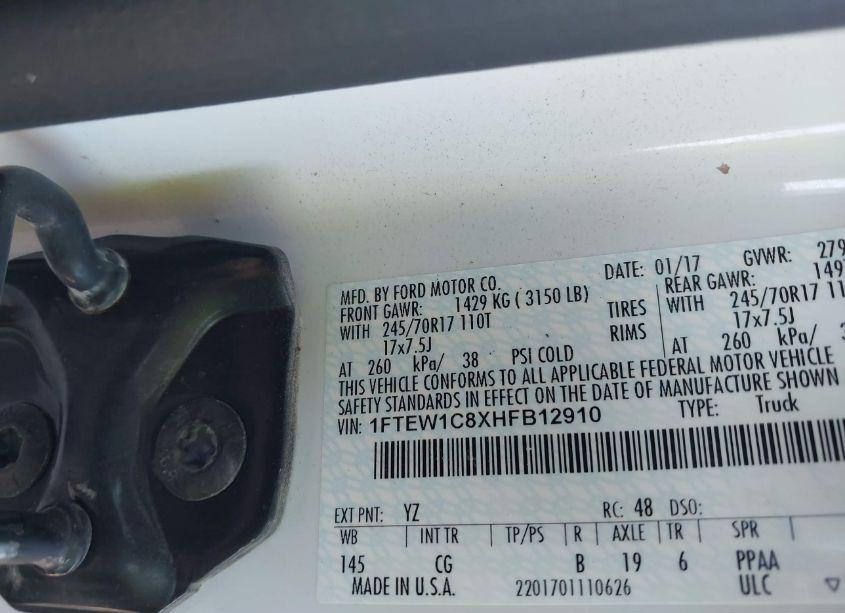 MFD. BY FORD MOTOR CO. DATE: 01/17 GVWR: 279
FRONT GAWR: 1429 KG ( 3150 LB) REAR GAWR: 149
WITH 245/70R17 110T TIRES WITH 245/70R17 11
17x7.5J RIMS 17x7.5J
AT 260 kPa/ 38 PSI COLD AT 260 kPa/ 3
THIS VEHICLE CONFORMS TO ALL APPLICABLE FEDERAL MOTOR VEHICLE
SAFETY STANDARDS IN EFFECT ON THE DATE OF MANUFACTURE SHOWN
VIN: 1FTEW1C8XHFB12910 TYPE: Truck
EXT PNT: YZ RC: 48 DSO:
WB INT TR TP/PS R AXLE TR SPR
145 CG B 19 6 PPAA
MADE IN U.S.A. 2201701110626 ULC